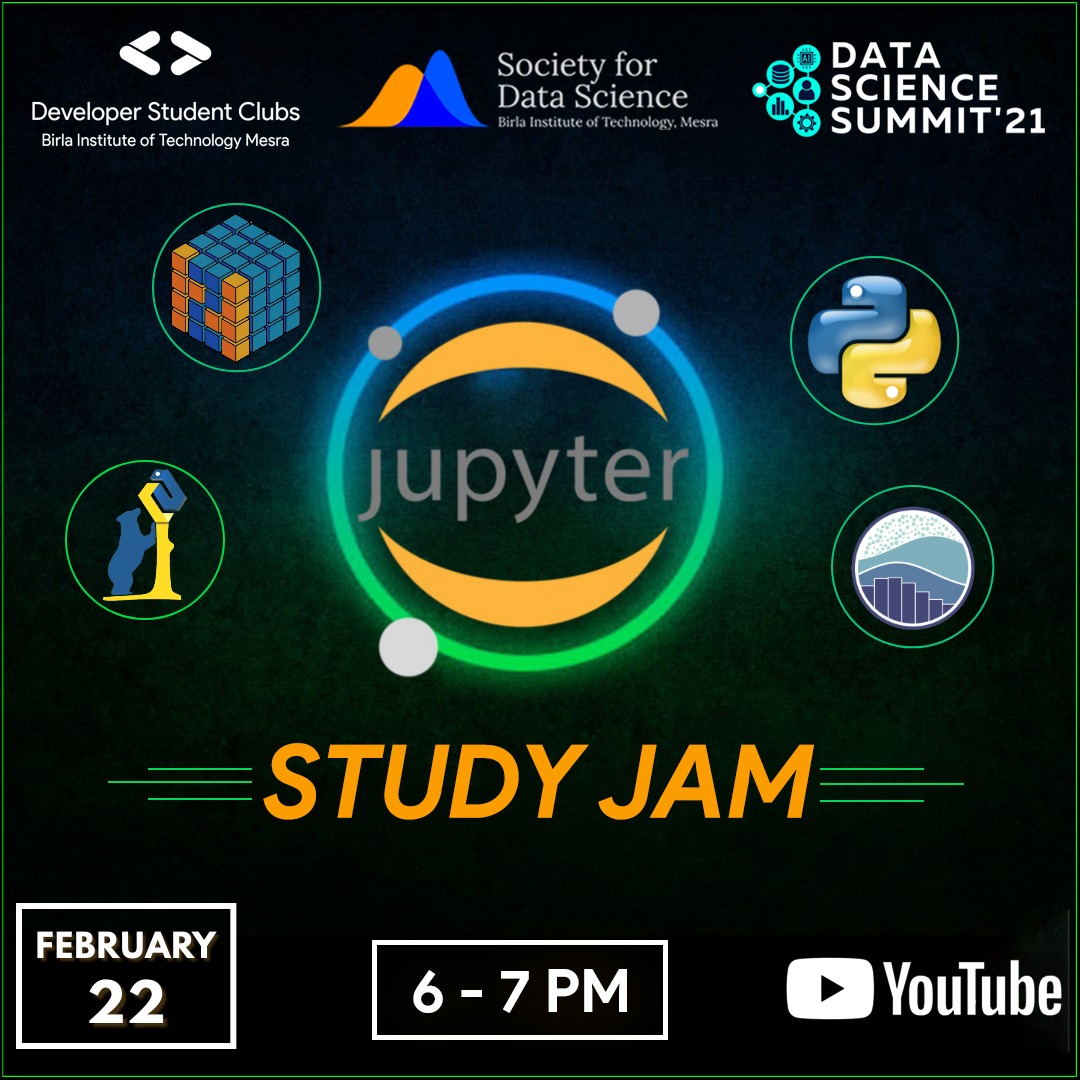 Developer Student Clubs
Birla Institute of Technology Mesra
Society for
Data Science
Birla Institute of Technology, Mesra
AI
DATA
SCIENCE
SUMMIT'21
jupyter
STUDY JAM
FEBRUARY
22
6 - 7 PM
YouTube